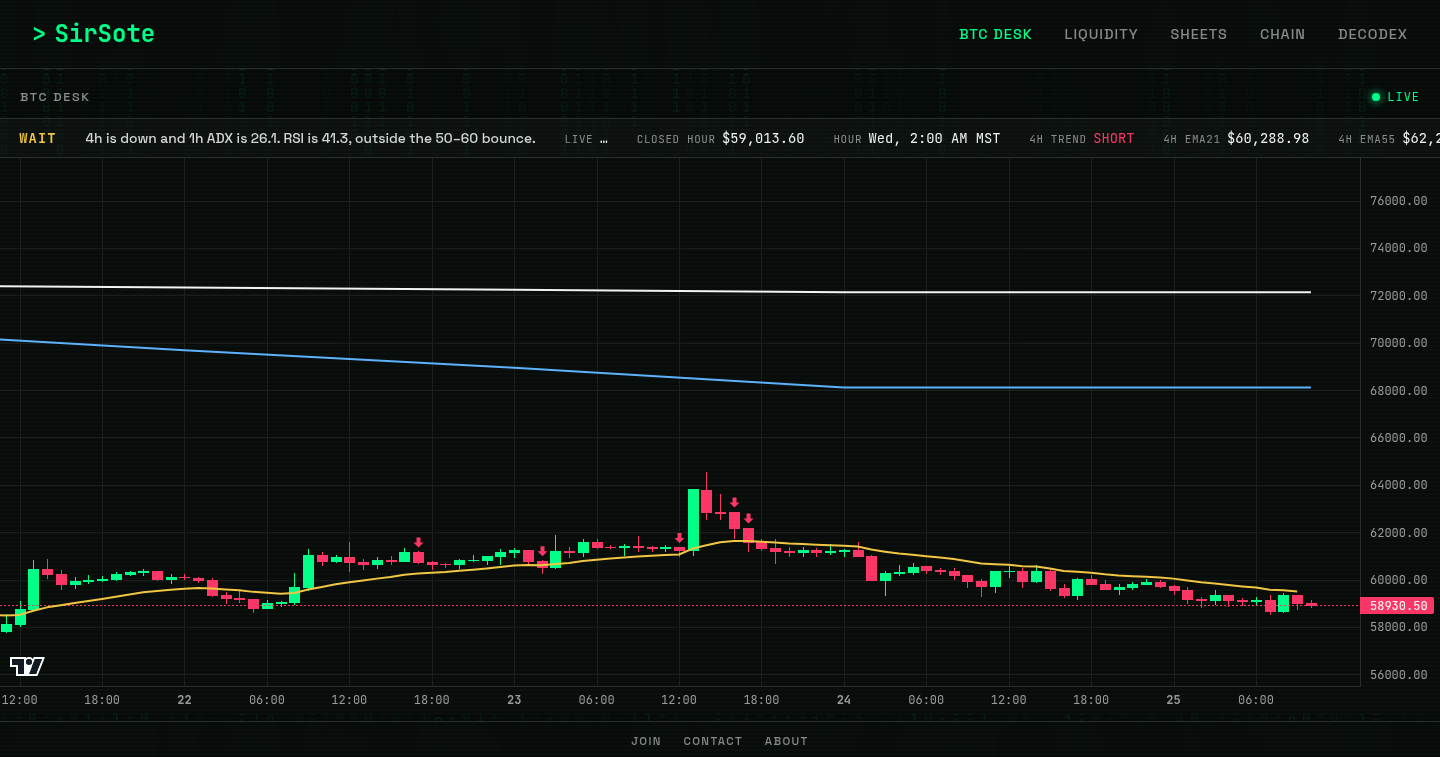 > SirSote
BTC DESK LIQUIDITY SHEETS CHAIN DECODEX
BTC DESK
LIVE
WAIT 4h is down and 1h ADX is 26.1. RSI is 41.3, outside the 50–60 bounce. LIVE … CLOSED HOUR $59,013.60 HOUR Wed, 2:00 AM MST 4H TREND SHORT 4H EMA21 $60,288.98 4H EMA55 $62,2
76000.00
74000.00
72000.00
70000.00
68000.00
66000.00
64000.00
62000.00
60000.00
58930.50
58000.00
56000.00
12:00 18:00 22 06:00 12:00 18:00 23 06:00 12:00 18:00 24 06:00 12:00 18:00 25 06:00
JOIN CONTACT ABOUT